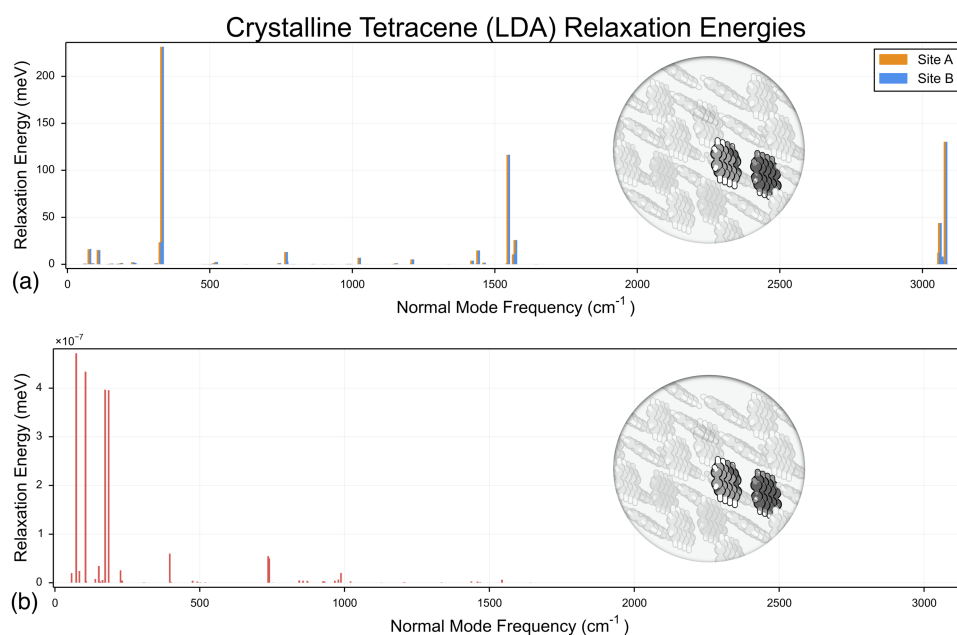 Crystalline Tetracene (LDA) Relaxation Energies
Relaxation Energy (meV)
200
150
100
50
0
Site A
Site B
(a)
0 500 1000 1500 2000 2500 3000
Normal Mode Frequency (cm⁻¹ )
×10⁻⁷
Relaxation Energy (meV)
4
3
2
1
0
(b)
0 500 1000 1500 2000 2500 3000
Normal Mode Frequency (cm⁻¹ )